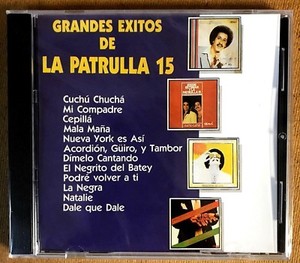 GRANDES EXITOS
DE
LA PATRULLA 15
Cuchú Chuchá
Mi Compadre
Cepillá
Mala Maña
Nueva York es Así
Acordión, Güiro, y Tambor
Dímelo Cantando
El Negrito del Batey
Podré volver a ti
La Negra
Natalie
Dale que Dale